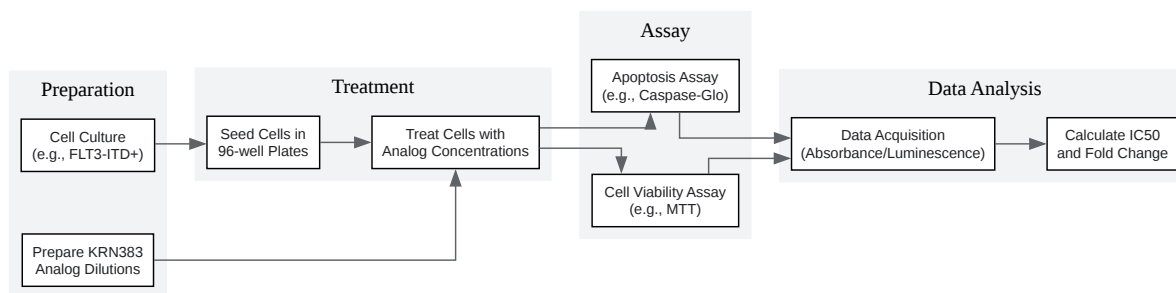 Preparation
Cell Culture
(e.g., FLT3-ITD+)
Prepare KRN383
Analog Dilutions
Treatment
Seed Cells in
96-well Plates
Treat Cells with
Analog Concentrations
Assay
Apoptosis Assay
(e.g., Caspase-Glo)
Cell Viability Assay
(e.g., MTT)
Data Analysis
Data Acquisition
(Absorbance/Luminescence)
Calculate IC50
and Fold Change